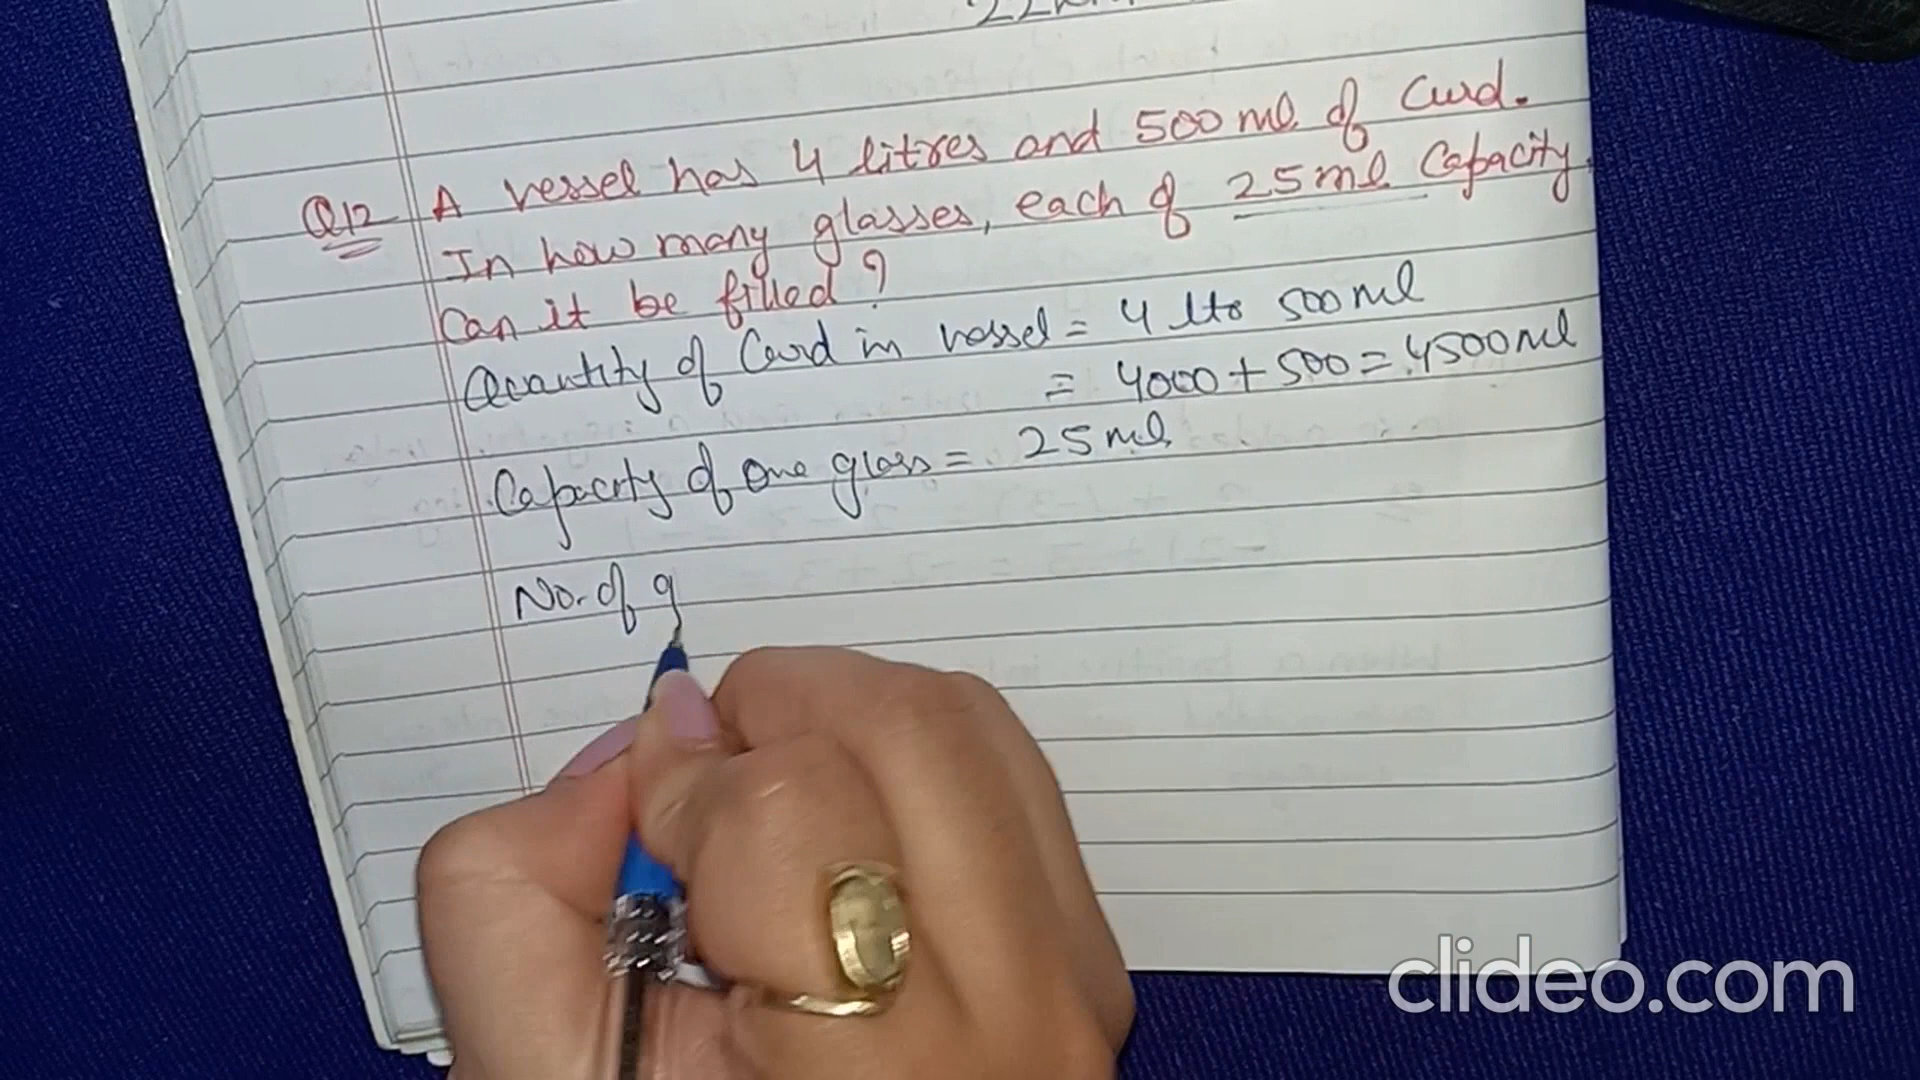 Q12 A vessel has 4 litres and 500 ml of Curd.
In how many glasses, each of 25 ml Capacity,
Can it be filled?
Quantity of Curd in vessel = 4 ltr 500 ml
= 4000 + 500 = 4500 ml
Capacity of one glass = 25 ml
No. of g
clideo.com